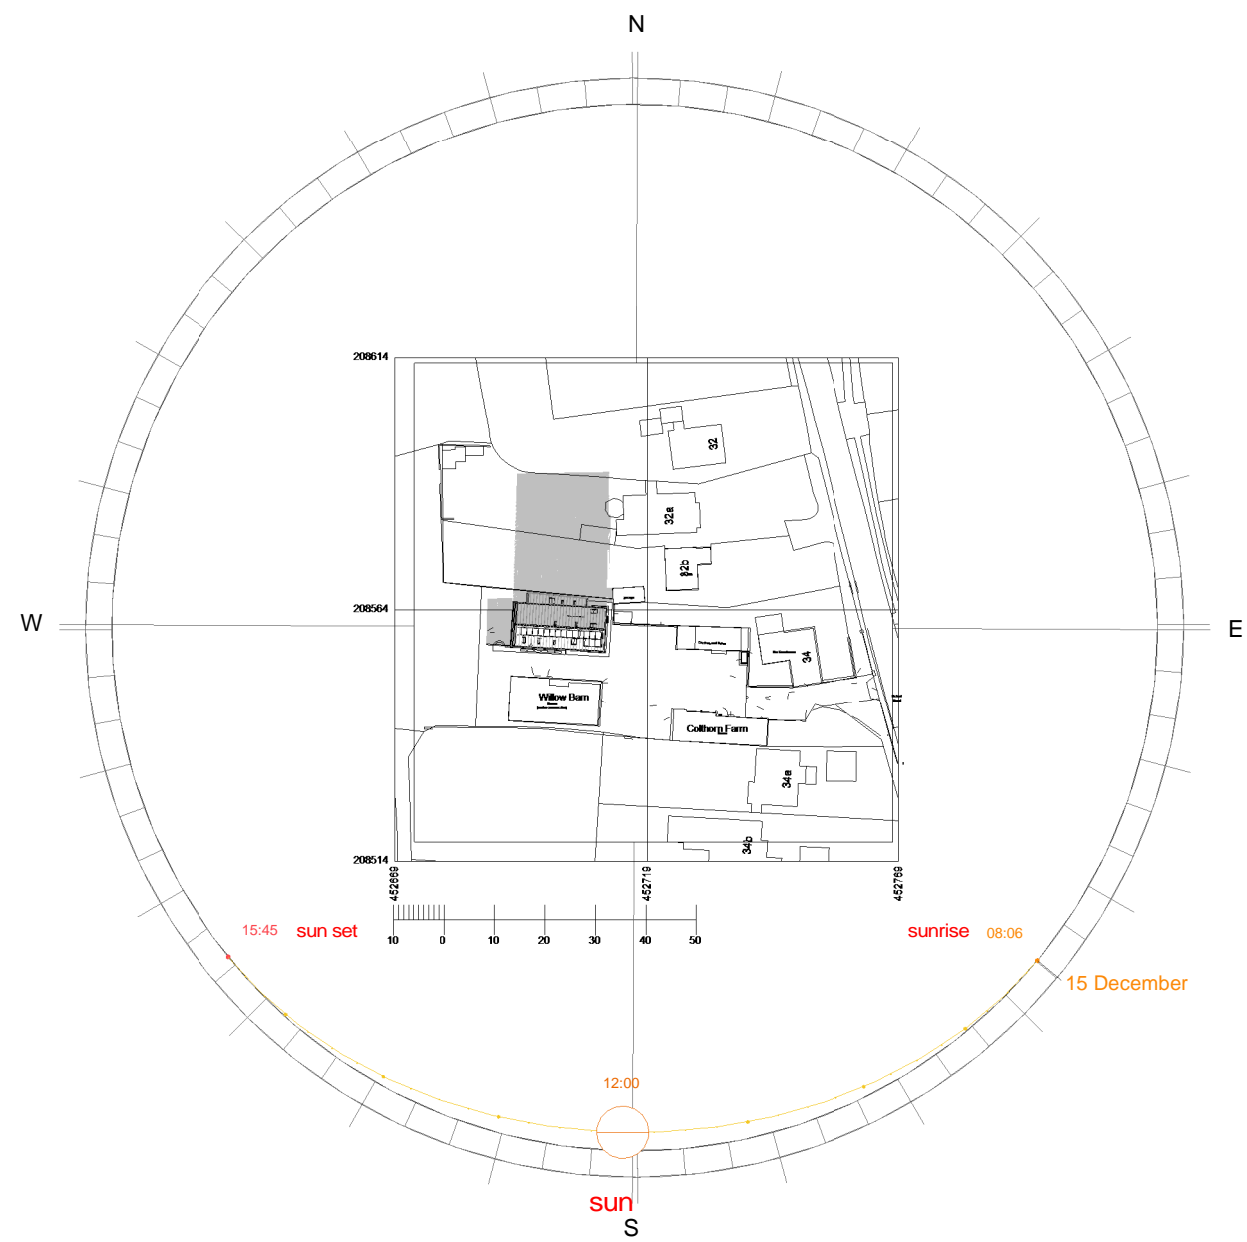 N
208614
32
32a
32b
W
208564
E
34
Willow Barn
Colthorn Farm
34a
34b
208514
452669
452719
452769
10 0 10 20 30 40 50
15:45 sun set
sunrise 08:06
15 December
12:00
sun
S